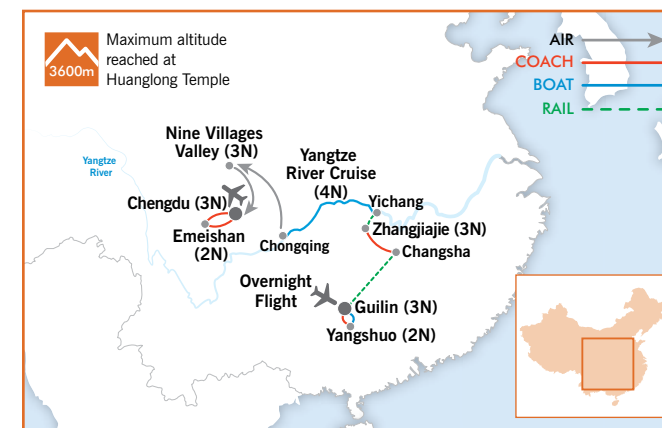 Maximum altitude
reached at
Huanglong Temple
3600m
AIR
COACH
BOAT
RAIL
Nine Villages
Valley (3N)
Yangtze
River
Yangtze
River Cruise
(4N)
Chengdu (3N)
Yichang
Emeishan
(2N)
Chongqing
Zhangjiajie (3N)
Changsha
Overnight
Flight
Guilin (3N)
Yangshuo (2N)